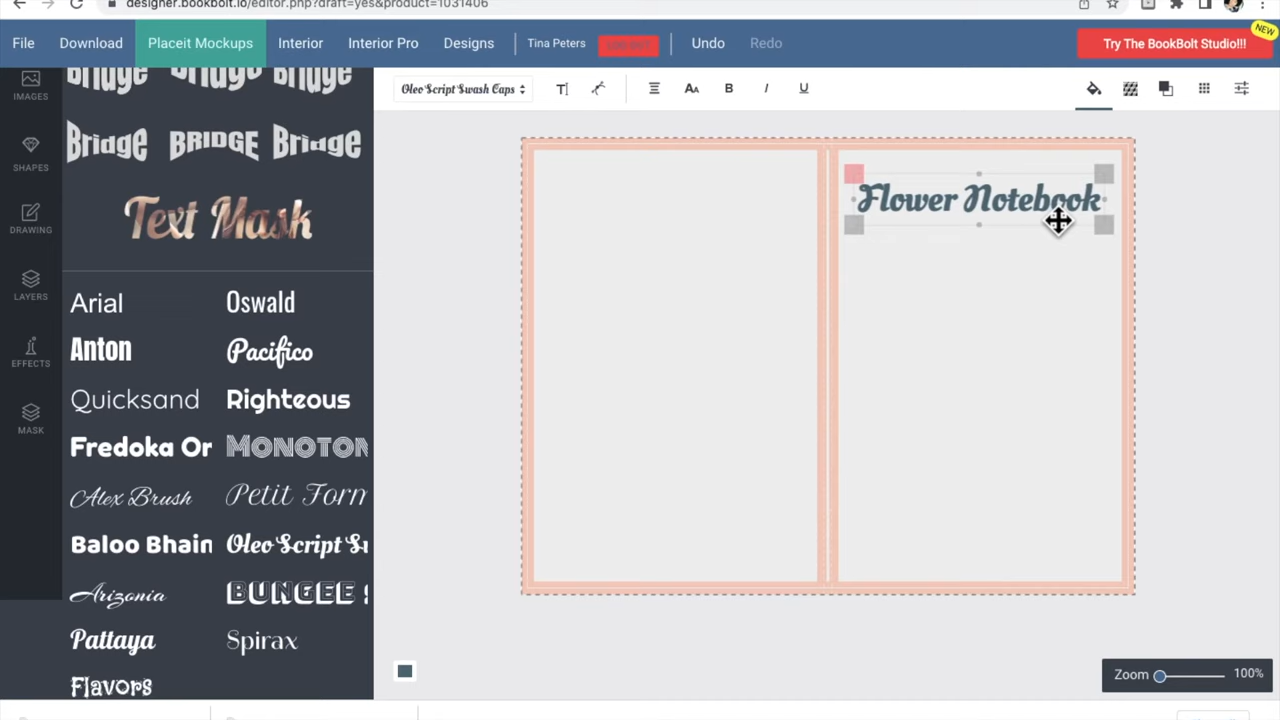 designer.bookbolt.io/editor.php?draft=yes&product=1031406
File Download Placeit Mockups Interior Interior Pro Designs Tina Peters Undo Redo Try The BookBolt Studio!!! NEW
Oleo Script Swash Caps B I U
IMAGES
SHAPES
DRAWING
LAYERS
EFFECTS
MASK
Bridge Bridge Bridge
Bridge BRIDGE Bridge
Text Mask
Arial Oswald
Anton Pacifico
Quicksand Righteous
Fredoka Or MONOTON
Alex Brush Petit Form
Baloo Bhain Oleo Script S
Arizonia BUNGEE
Pattaya Spirax
Flavors
Flower Notebook
Zoom 100%